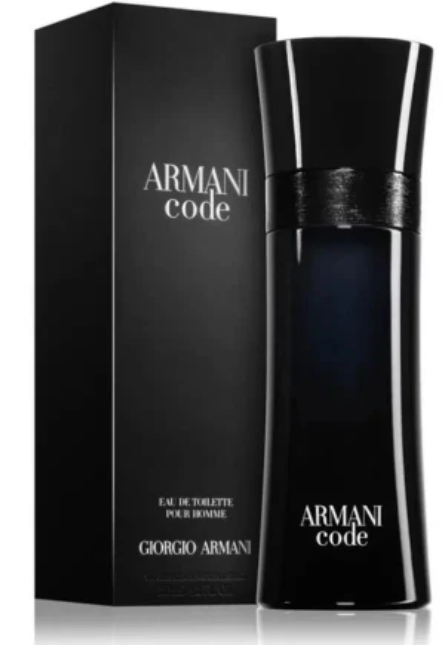 ARMANI
code
EAU DE TOILETTE
POUR HOMME
GIORGIO ARMANI
ARMANI
code